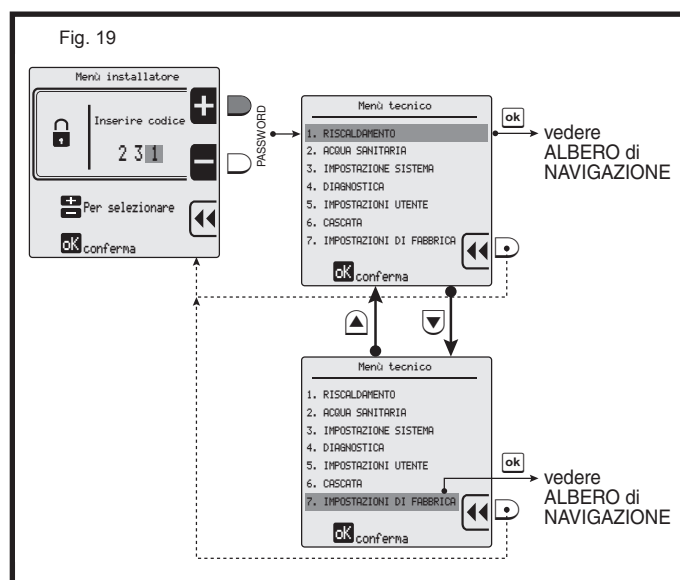 Fig. 19
Menù installatore
Inserire codice
2 3 1
Per selezionare
oK conferma
PASSWORD
Menù tecnico
1. RISCALDAMENTO
2. ACQUA SANITARIA
3. IMPOSTAZIONE SISTEMA
4. DIAGNOSTICA
5. IMPOSTAZIONI UTENTE
6. CASCATA
7. IMPOSTAZIONI DI FABBRICA
oK conferma
ok
vedere
ALBERO di
NAVIGAZIONE
Menù tecnico
1. RISCALDAMENTO
2. ACQUA SANITARIA
3. IMPOSTAZIONE SISTEMA
4. DIAGNOSTICA
5. IMPOSTAZIONI UTENTE
6. CASCATA
7. IMPOSTAZIONI DI FABBRICA
oK conferma
ok
vedere
ALBERO di
NAVIGAZIONE